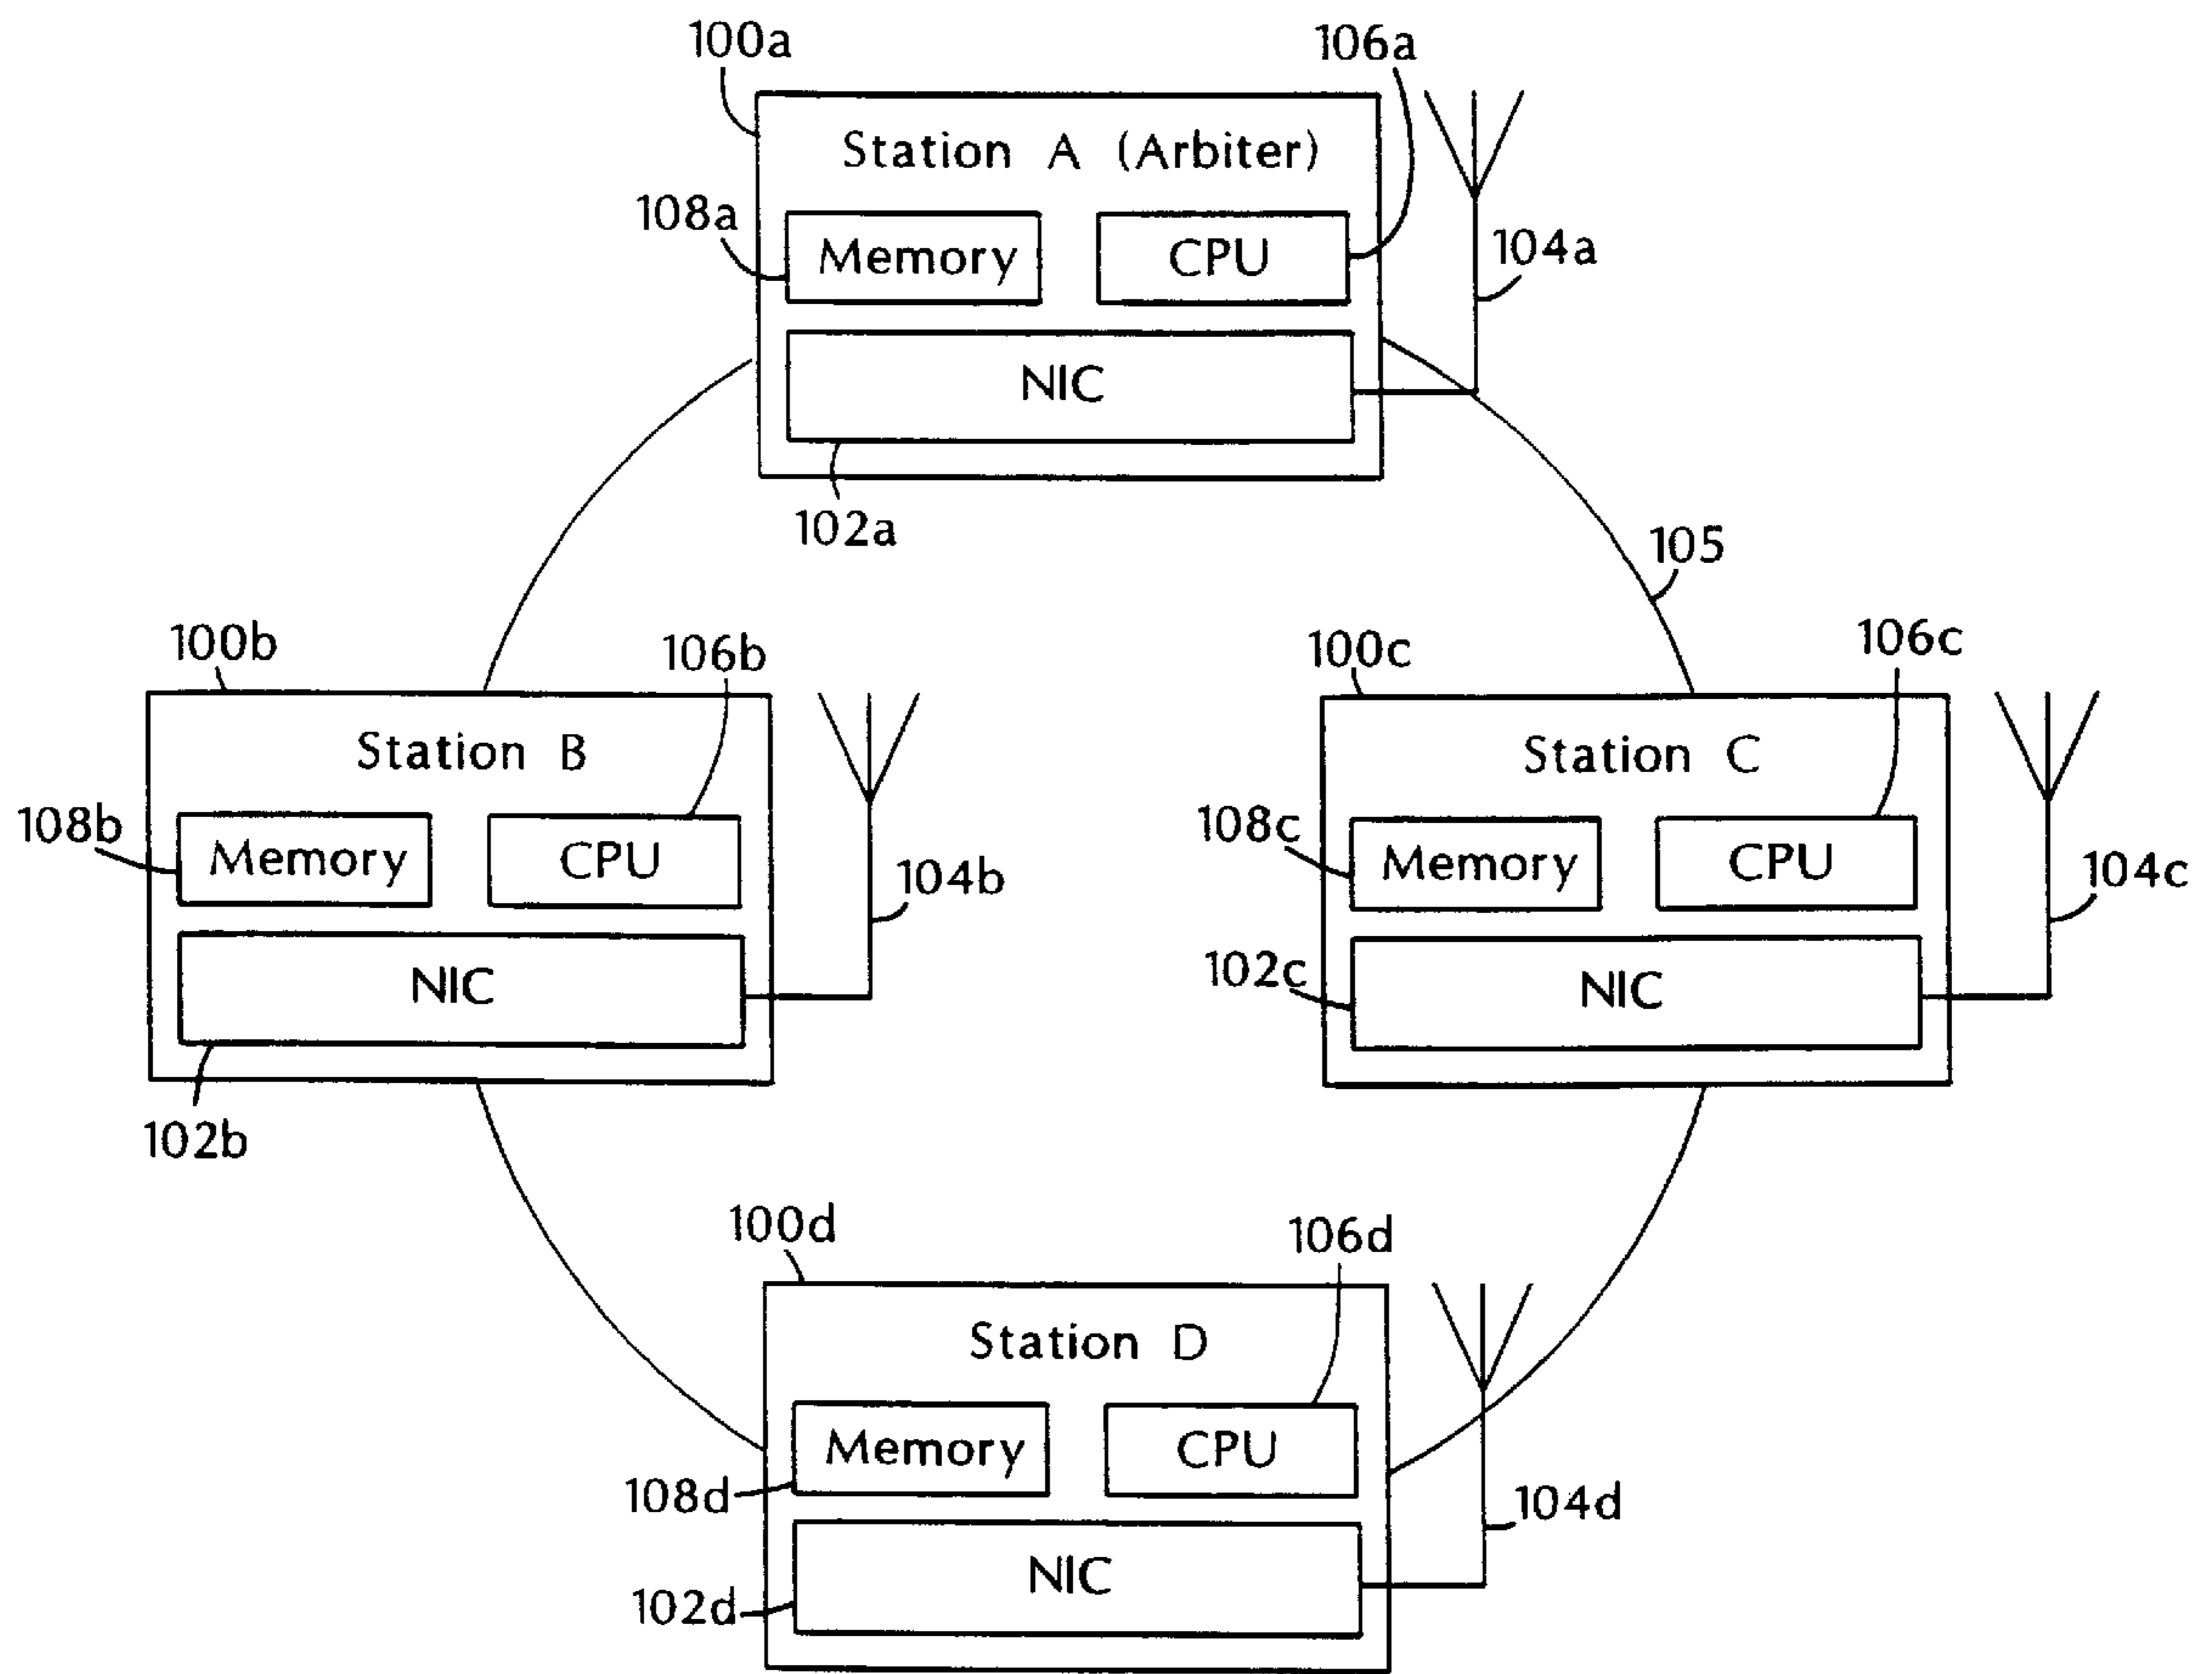 100a
106a
Station A (Arbiter)
108a
Memory
CPU
104a
NIC
102a
105
100b
106b
100c
106c
Station B
Station C
108b
Memory
CPU
104b
108c
Memory
CPU
104c
NIC
102c
NIC
102b
100d
106d
Station D
Memory
CPU
108d
104d
NIC
102d